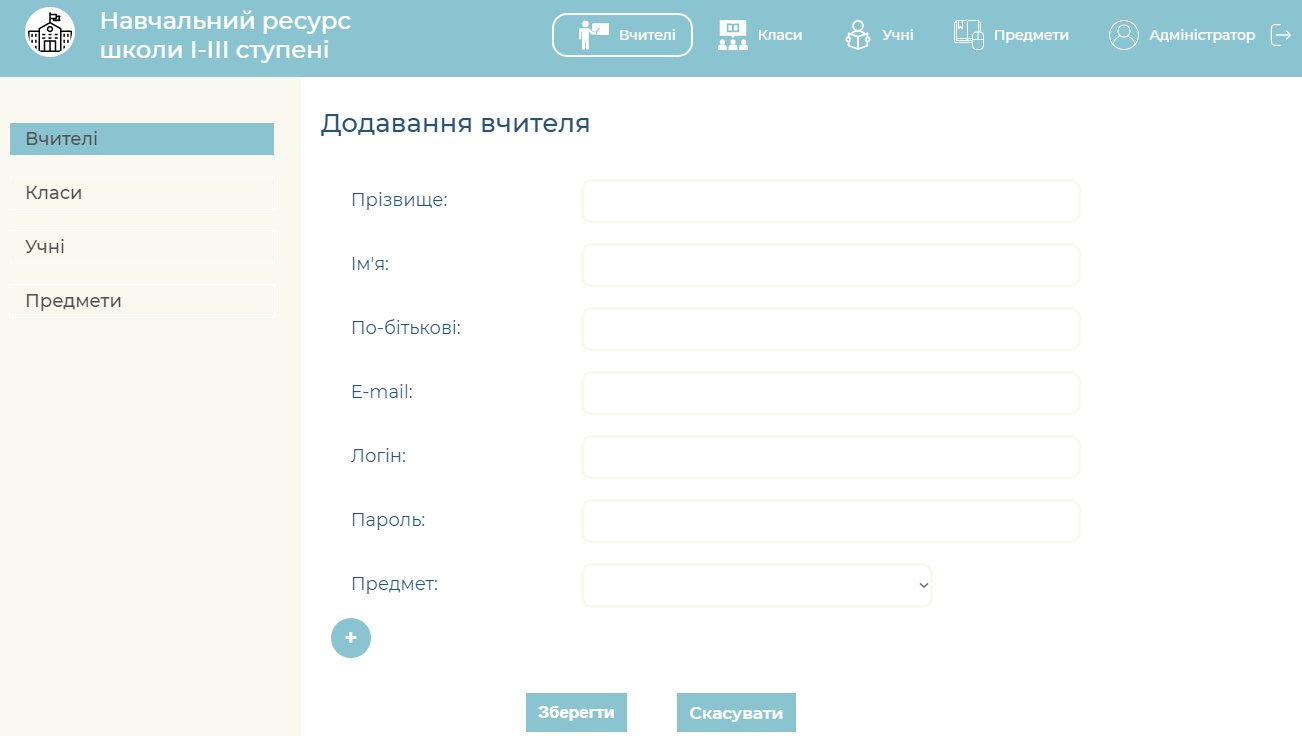 Навчальний ресурс
школи I-III ступені
Вчителі
Класи
Учні
Предмети
Адміністратор
Вчителі
Класи
Учні
Предмети
Додавання вчителя
Прізвище:
Ім'я:
По-бітькові:
E-mail:
Логін:
Пароль:
Предмет:
+
Зберегти
Скасувати